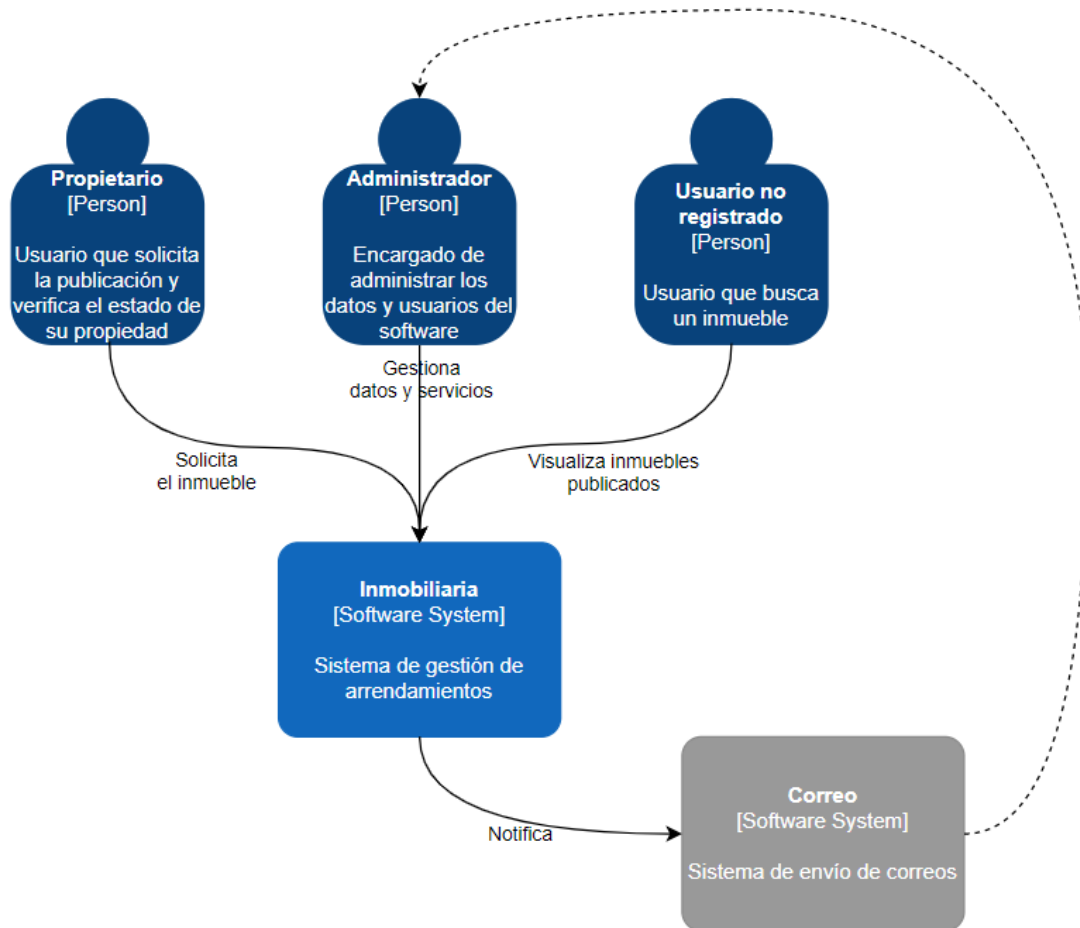 Propietario
[Person]
Usuario que solicita
la publicación y
verifica el estado de
su propiedad
Administrador
[Person]
Encargado de
administrar los
datos y usuarios del
software
Usuario no
registrado
[Person]
Usuario que busca
un inmueble
Gestiona
datos y servicios
Solicita
el inmueble
Visualiza inmuebles
publicados
Inmobiliaria
[Software System]
Sistema de gestión de
arrendamientos
Notifica
Correo
[Software System]
Sistema de envío de correos